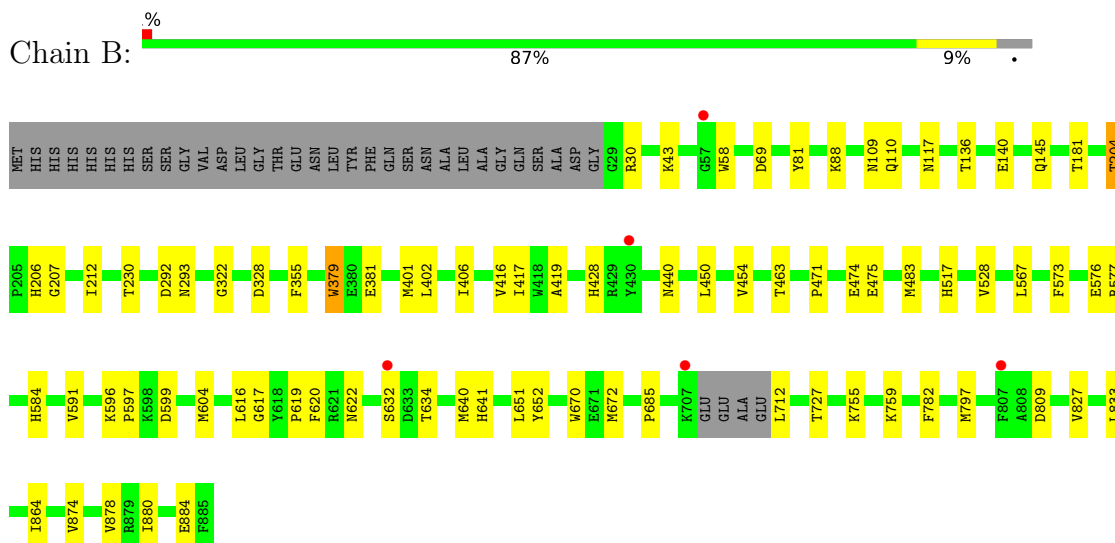 %
Chain B:
87% 9% •
MET HIS HIS HIS HIS HIS HIS SER SER GLY VAL ASP LEU GLY THR GLU ASN LEU TYR PHE GLN SER ASN ALA LEU ALA GLY GLN SER ALA ASP GLY G29 R30 K43 G57 W58 D69 Y81 K88 N109 Q110 N117 T136 E140 Q145 T181 T204
P205 H206 G207 I212 T230 D292 N293 G322 D328 F355 W379 E380 E381 M401 L402 I406 V416 I417 W418 A419 H428 R429 Y430 N440 L450 V454 T463 P471 E474 E475 M483 H517 V528 L567 F573 E576
H584 V591 K596 P597 K598 D599 M604 L616 G617 Y618 P619 F620 R621 N622 S632 D633 T634 M640 H641 L651 Y652 W670 E671 M672 P685 K707 GLU GLU ALA GLU L712 T727 K755 K759 F782 M797 F807 A808 D809 V827
I864 V874 V878 R879 I880 E884 F885